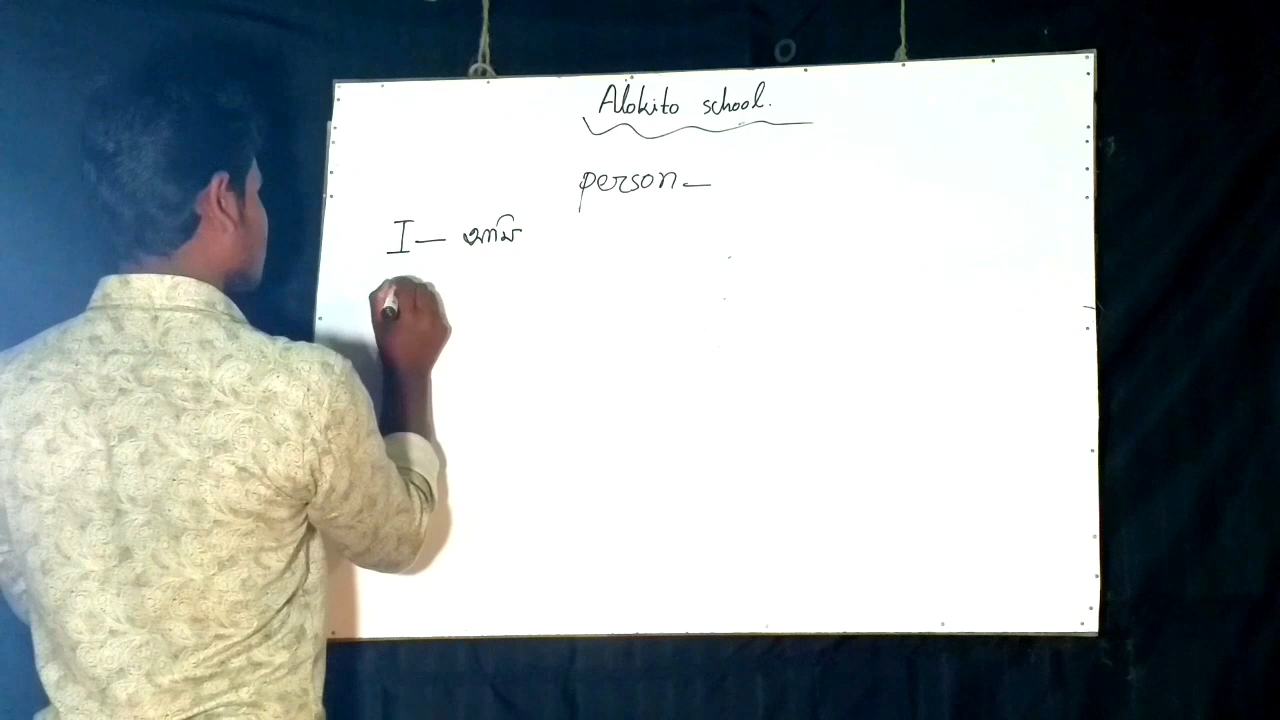 Alokito school.
person –
I — আমি